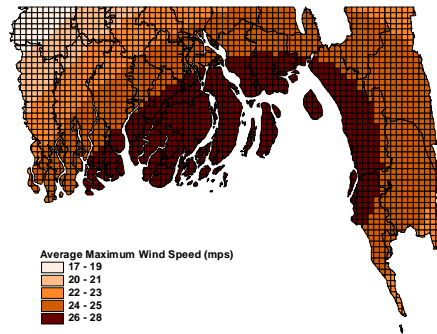 Average Maximum Wind Speed (mps)
17 - 19
20 - 21
22 - 23
24 - 25
26 - 28